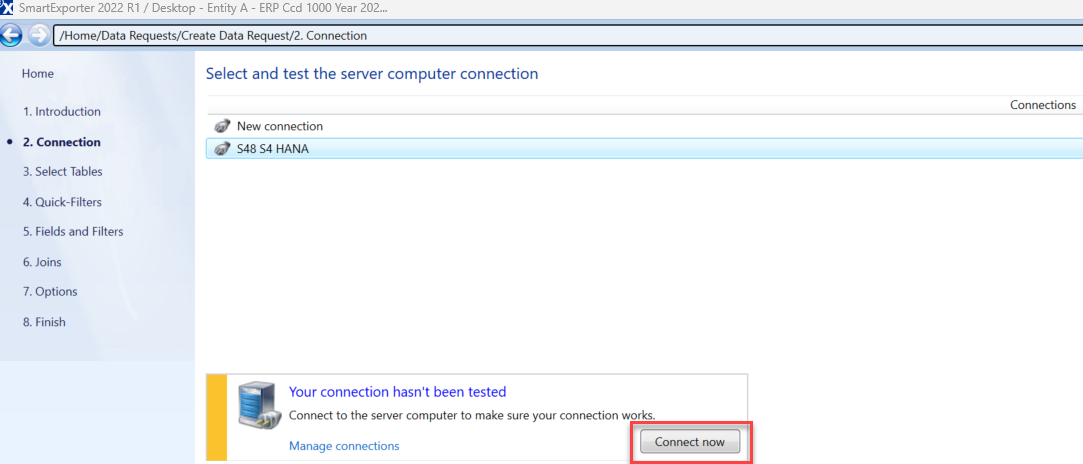 SmartExporter 2022 R1 / Desktop - Entity A - ERP Ccd 1000 Year 202...
/Home/Data Requests/Create Data Request/2. Connection
Home
1. Introduction
2. Connection
3. Select Tables
4. Quick-Filters
5. Fields and Filters
6. Joins
7. Options
8. Finish
Select and test the server computer connection
Connections
New connection
S48 S4 HANA
Your connection hasn't been tested
Connect to the server computer to make sure your connection works.
Manage connections
Connect now